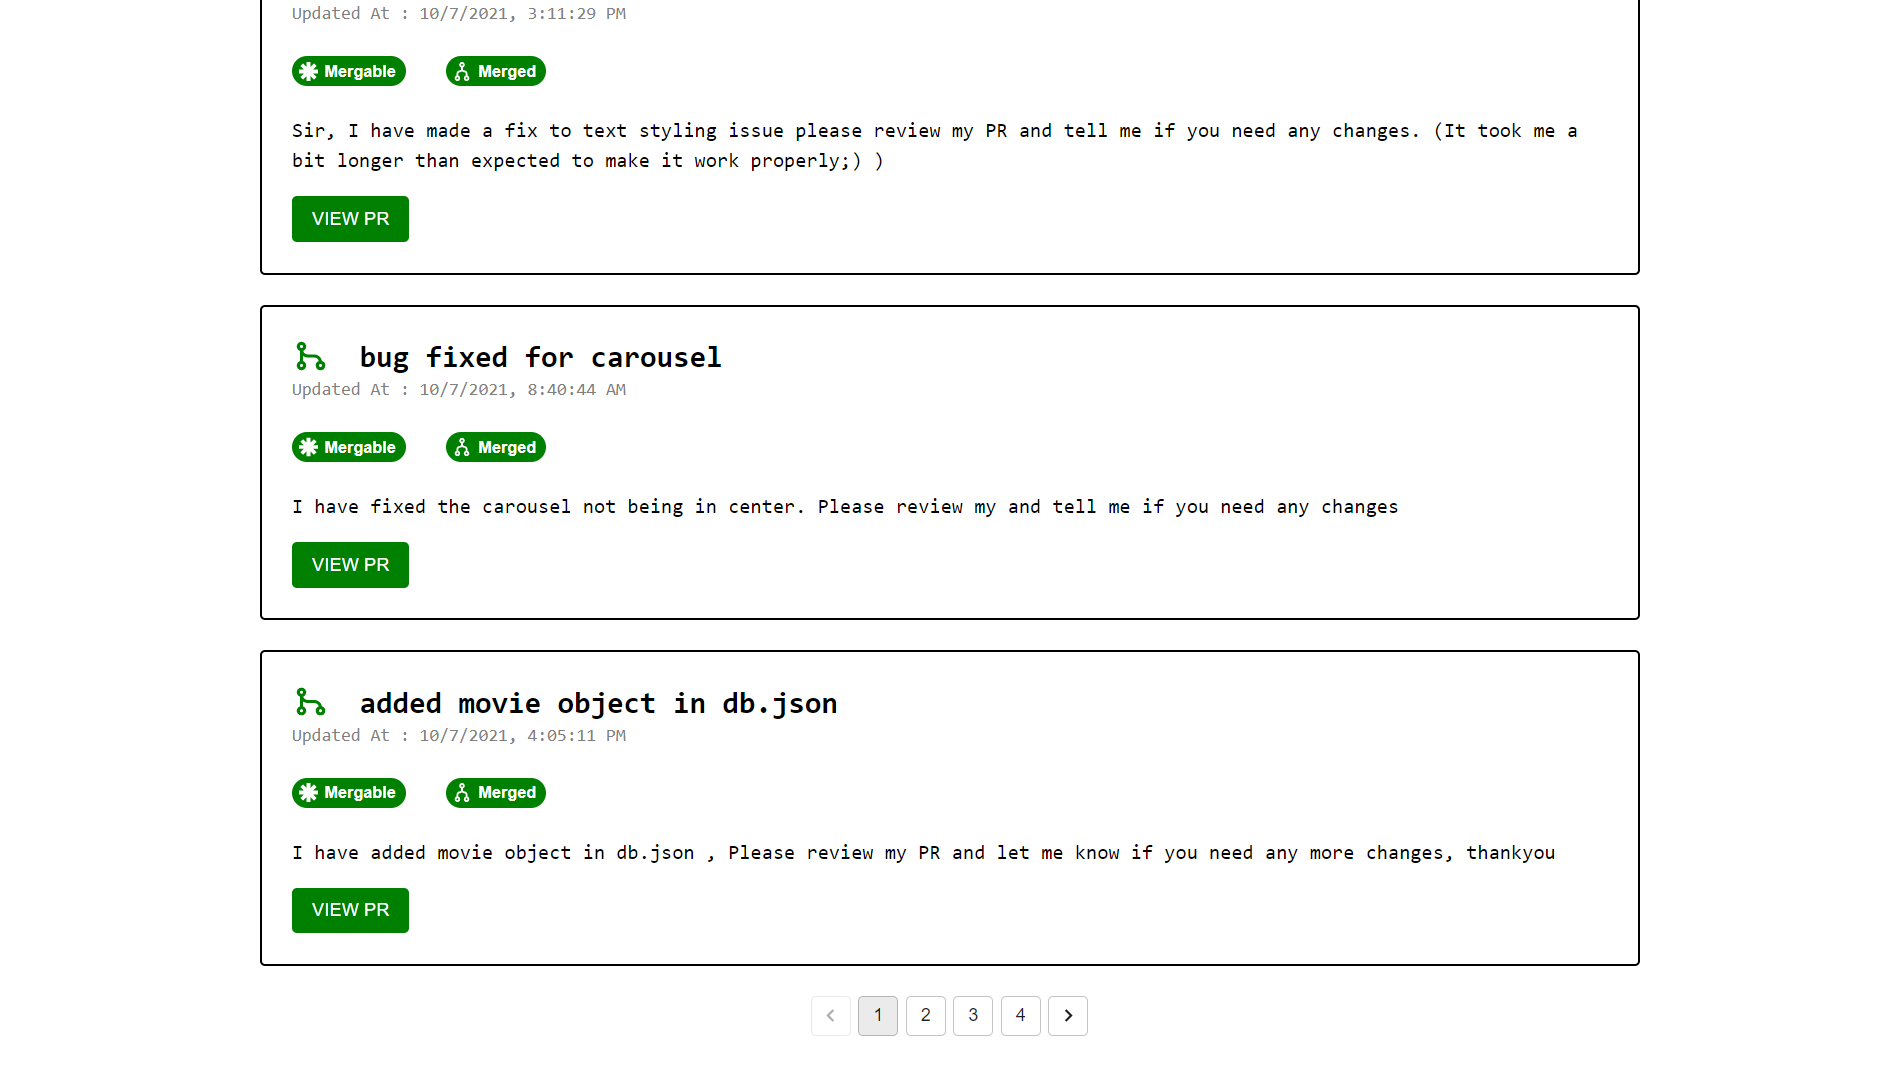 Updated At : 10/7/2021, 3:11:29 PM
Mergable Merged
Sir, I have made a fix to text styling issue please review my PR and tell me if you need any changes. (It took me a
bit longer than expected to make it work properly;) )
VIEW PR
bug fixed for carousel
Updated At : 10/7/2021, 8:40:44 AM
Mergable Merged
I have fixed the carousel not being in center. Please review my and tell me if you need any changes
VIEW PR
added movie object in db.json
Updated At : 10/7/2021, 4:05:11 PM
Mergable Merged
I have added movie object in db.json , Please review my PR and let me know if you need any more changes, thankyou
VIEW PR
1 2 3 4